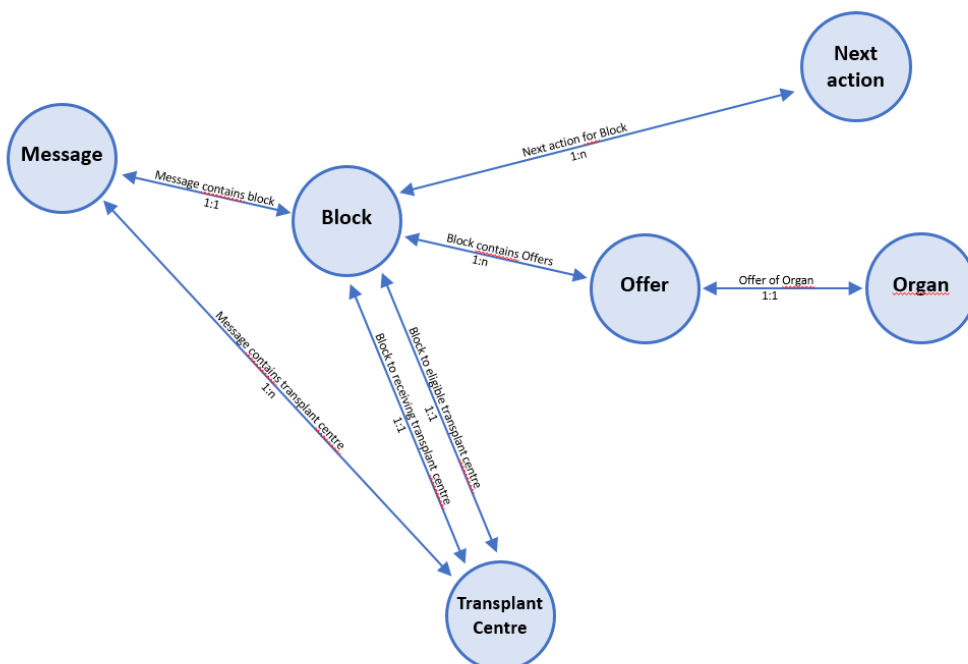 Next
action
Message
Next action for Block
1:n
Message contains block
1:1
Block
Block contains Offers
1:n
Offer
Offer of Organ
1:1
Organ
Message contains transplant centre
1:n
Block to receiving transplant centre
1:1
Block to eligible transplant centre
1:1
Transplant
Centre